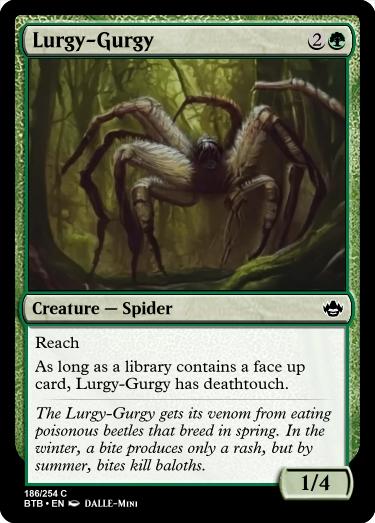 Lurgy-Gurgy 2
Creature — Spider
Reach
As long as a library contains a face up
card, Lurgy-Gurgy has deathtouch.
The Lurgy-Gurgy gets its venom from eating
poisonous beetles that breed in spring. In the
winter, a bite produces only a rash, but by
summer, bites kill baloths.
1/4
186/254 C
BTB • EN DALLE-Mini